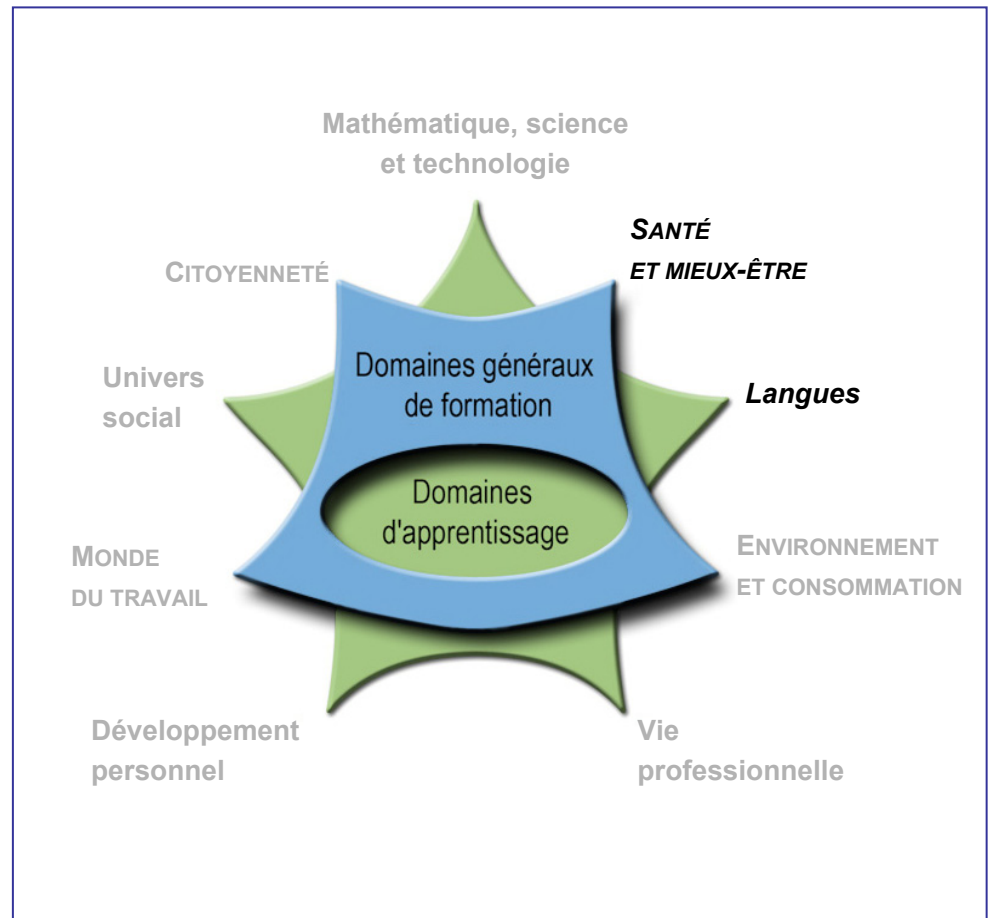 Mathématique, science
et technologie
SANTÉ
ET MIEUX-ÊTRE
CITOYENNETÉ
Domaines généraux
de formation
Univers
social
Langues
Domaines
d'apprentissage
MONDE
DU TRAVAIL
ENVIRONNEMENT
ET CONSOMMATION
Développement
personnel
Vie
professionnelle